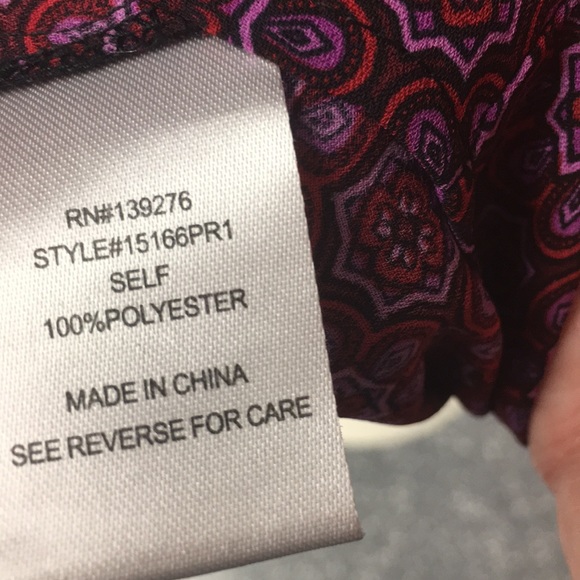 RN#139276
STYLE#15166PR1
SELF
100%POLYESTER
MADE IN CHINA
SEE REVERSE FOR CARE